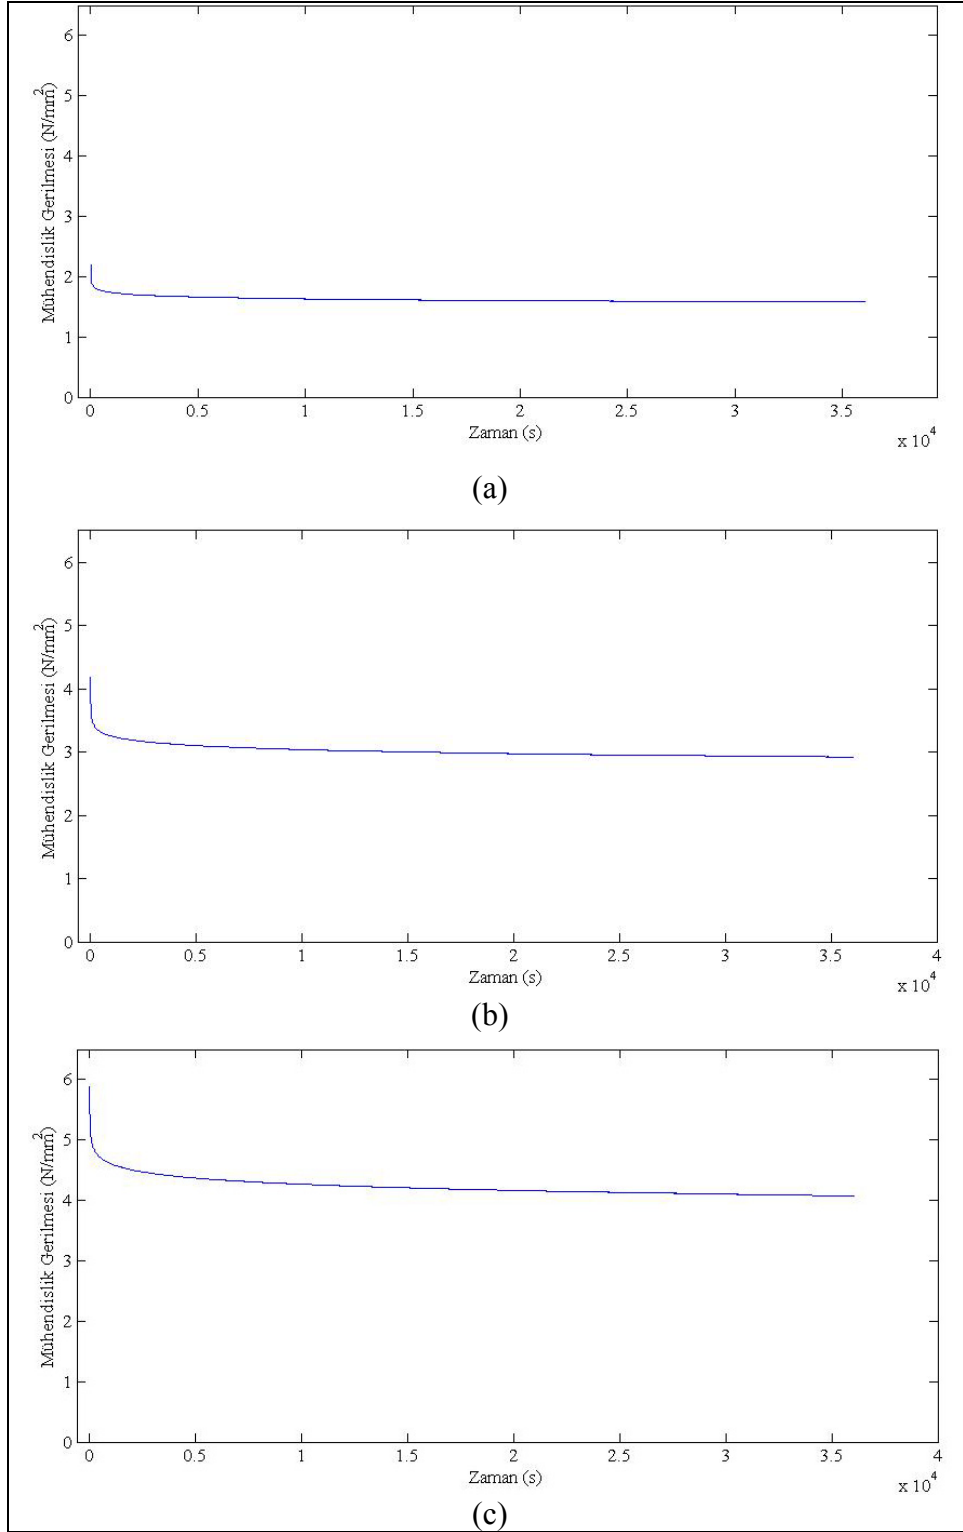 6
5
4
3
2
1
0
Mühendislik Gerilmesi (N/mm2)
0 0.5 1 1.5 2 2.5 3 3.5
Zaman (s)
x 104
(a)
6
5
4
3
2
1
0
Mühendislik Gerilmesi (N/mm2)
0 0.5 1 1.5 2 2.5 3 3.5 4
Zaman (s)
x 104
(b)
6
5
4
3
2
1
0
Mühendislik Gerilmesi (N/mm2)
0 0.5 1 1.5 2 2.5 3 3.5 4
Zaman (s)
x 104
(c)